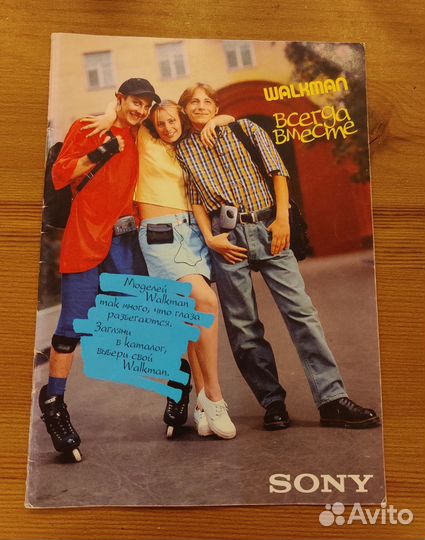 WALKMAN
Всегда
вместе
Моделей
Walkman
так много, что глаза
разбегаются.
Загляни
в каталог,
выбери свой
Walkman.
SONY
Avito